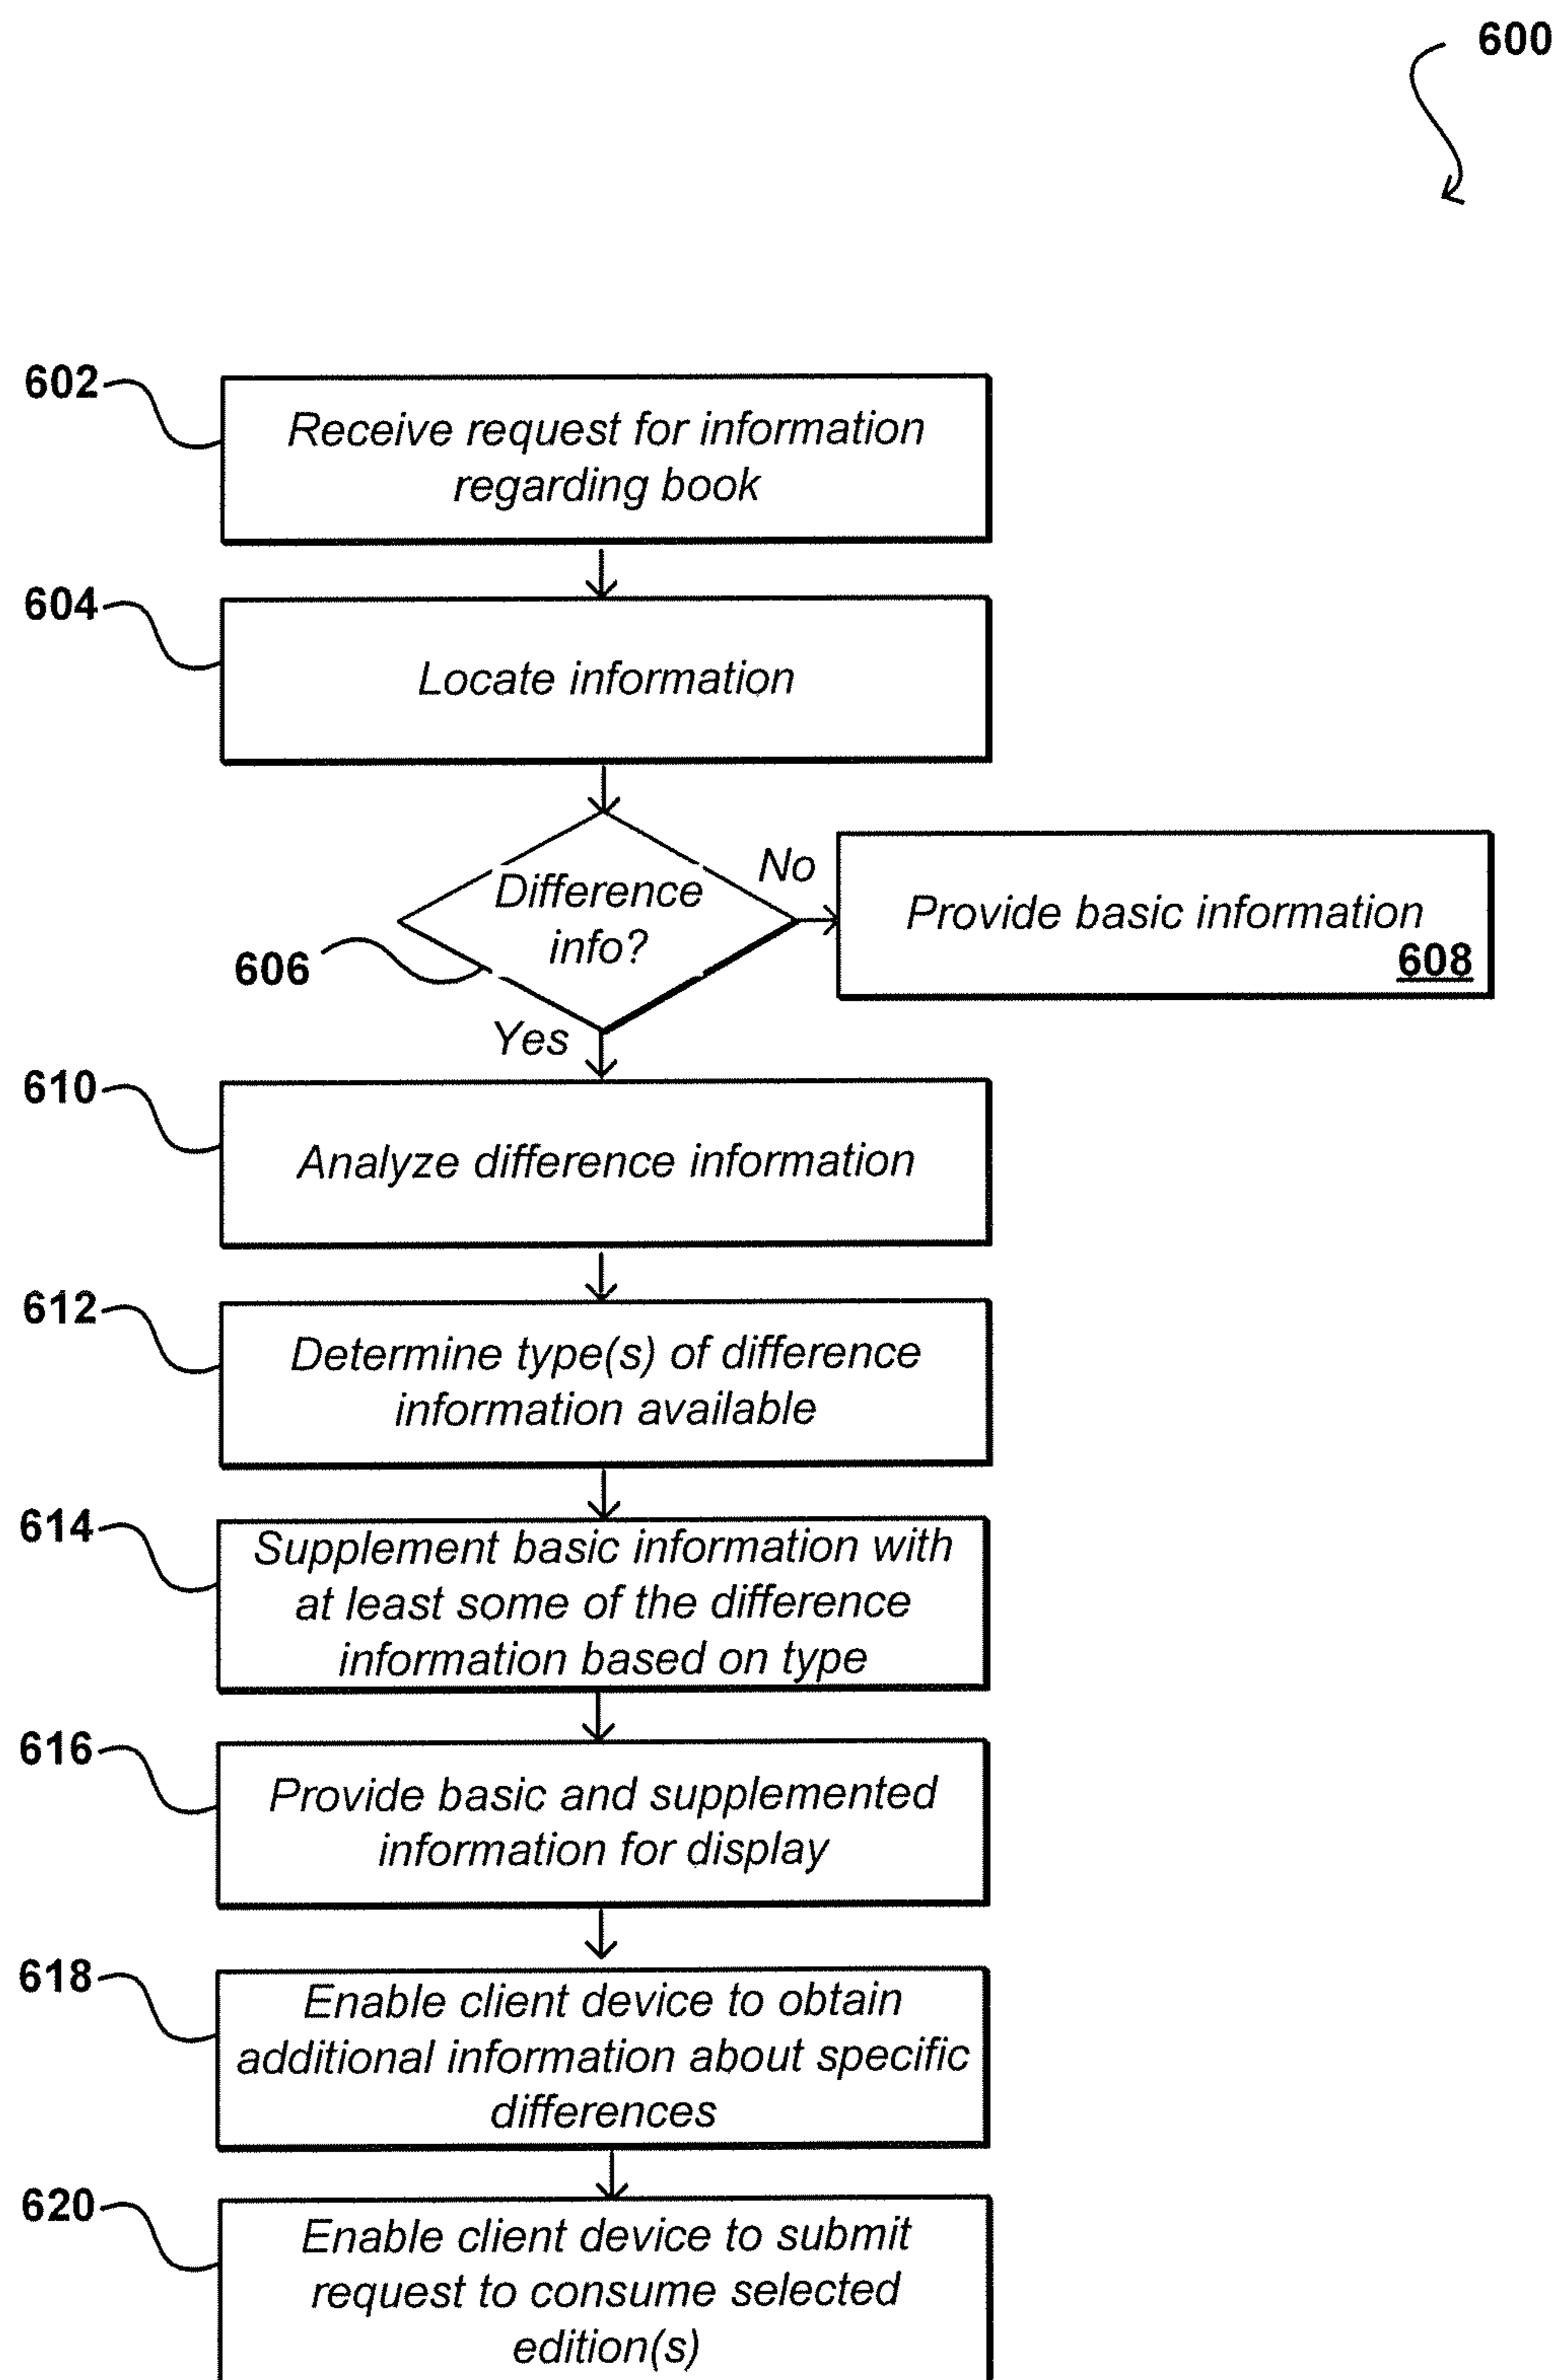 600
602
Receive request for information
regarding book
604
Locate information
Difference
info?
606
No
Provide basic information
608
Yes
610
Analyze difference information
612
Determine type(s) of difference
information available
614
Supplement basic information with
at least some of the difference
information based on type
616
Provide basic and supplemented
information for display
618
Enable client device to obtain
additional information about specific
differences
620
Enable client device to submit
request to consume selected
edition(s)